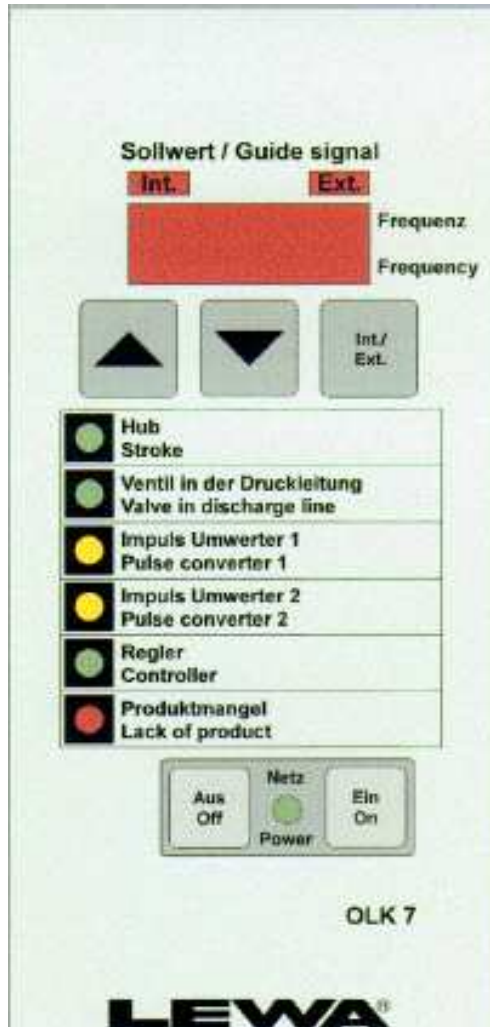 Sollwert / Guide signal
Int. Ext.
Frequenz
Frequency
Int./
Ext.
Hub
Stroke
Ventil in der Druckleitung
Valve in discharge line
Impuls Umwerter 1
Pulse converter 1
Impuls Umwerter 2
Pulse converter 2
Regler
Controller
Produktmangel
Lack of product
Netz
Aus
Off
Ein
On
Power
OLK 7
LEWA®